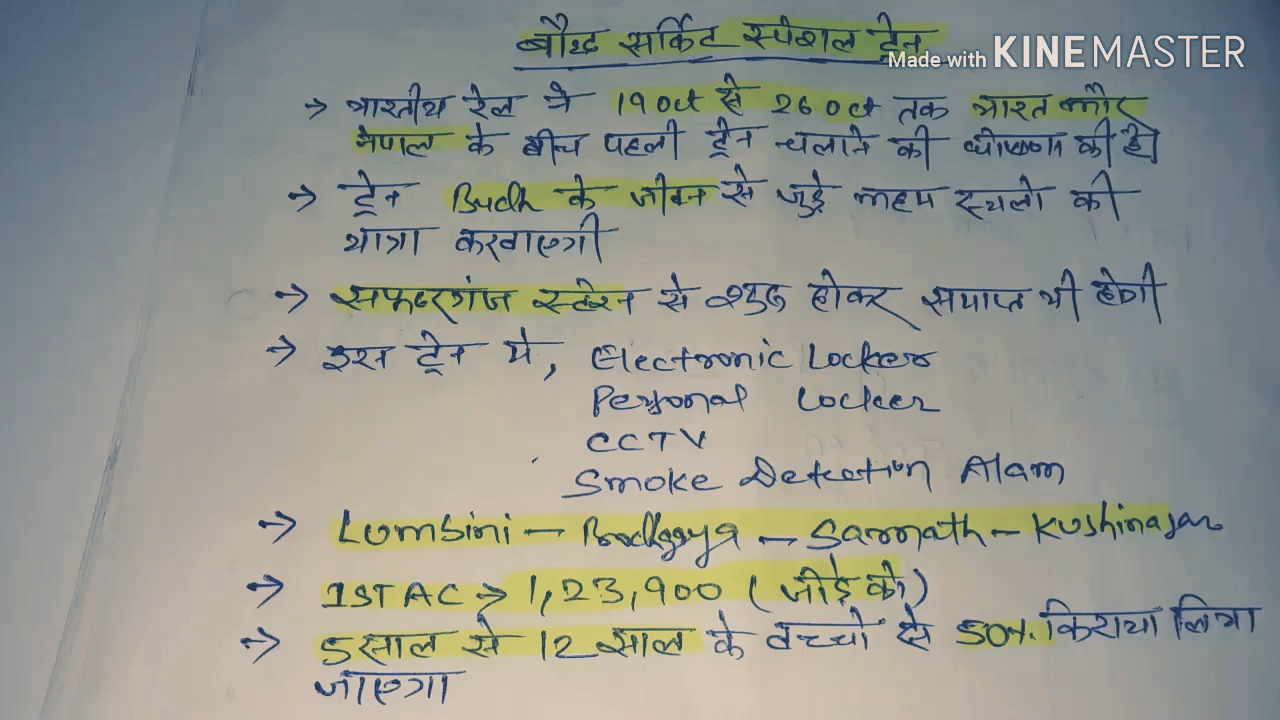 बौद्ध सर्किट स्पेशल ट्रेन
Made with KINEMASTER
→ भारतीय रेल ने 19 Oct से 26 Oct तक भारत और
नेपाल के बीच पहली ट्रेन चलाने की घोषणा की है।
→ ट्रेन Budh के जीवन से जुड़े अहम स्थलो की
यात्रा करवाएगी
→ सफदरगंज स्टेशन से शुरू होकर समाप्त भी होगी
→ इस ट्रेन मे, Electronic Locker
Personal Locker
CCTV
Smoke Detection Alam
→ Lumbini - Bodhgaya - Sarnath - Kushinagar
→ 1ST AC → 1,23,900 (जोड़े को)
→ 5 साल से 12 साल के बच्चो से 50%. किराया लिया
जाएगा